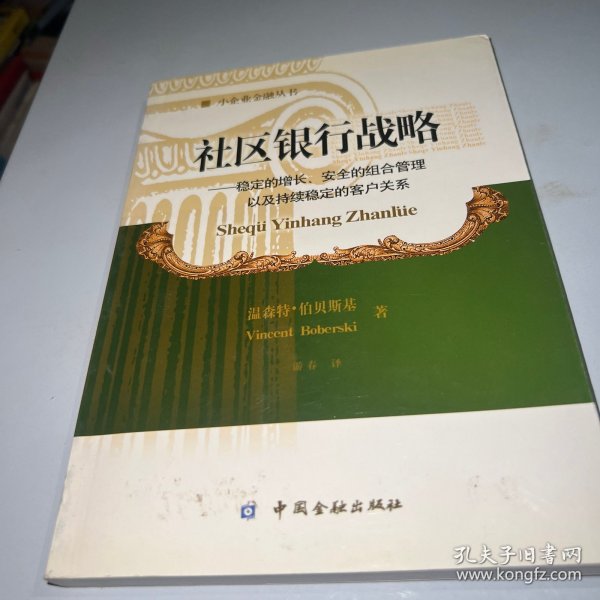 小企业金融丛书
社区银行战略
——稳定的增长、安全的组合管理
以及持续稳定的客户关系
Shequ Yinhang Zhanlüe
温森特·伯贝斯基 著
Vincent Boberski
游春 译
中国金融出版社
孔夫子旧书网
www.kongfz.com